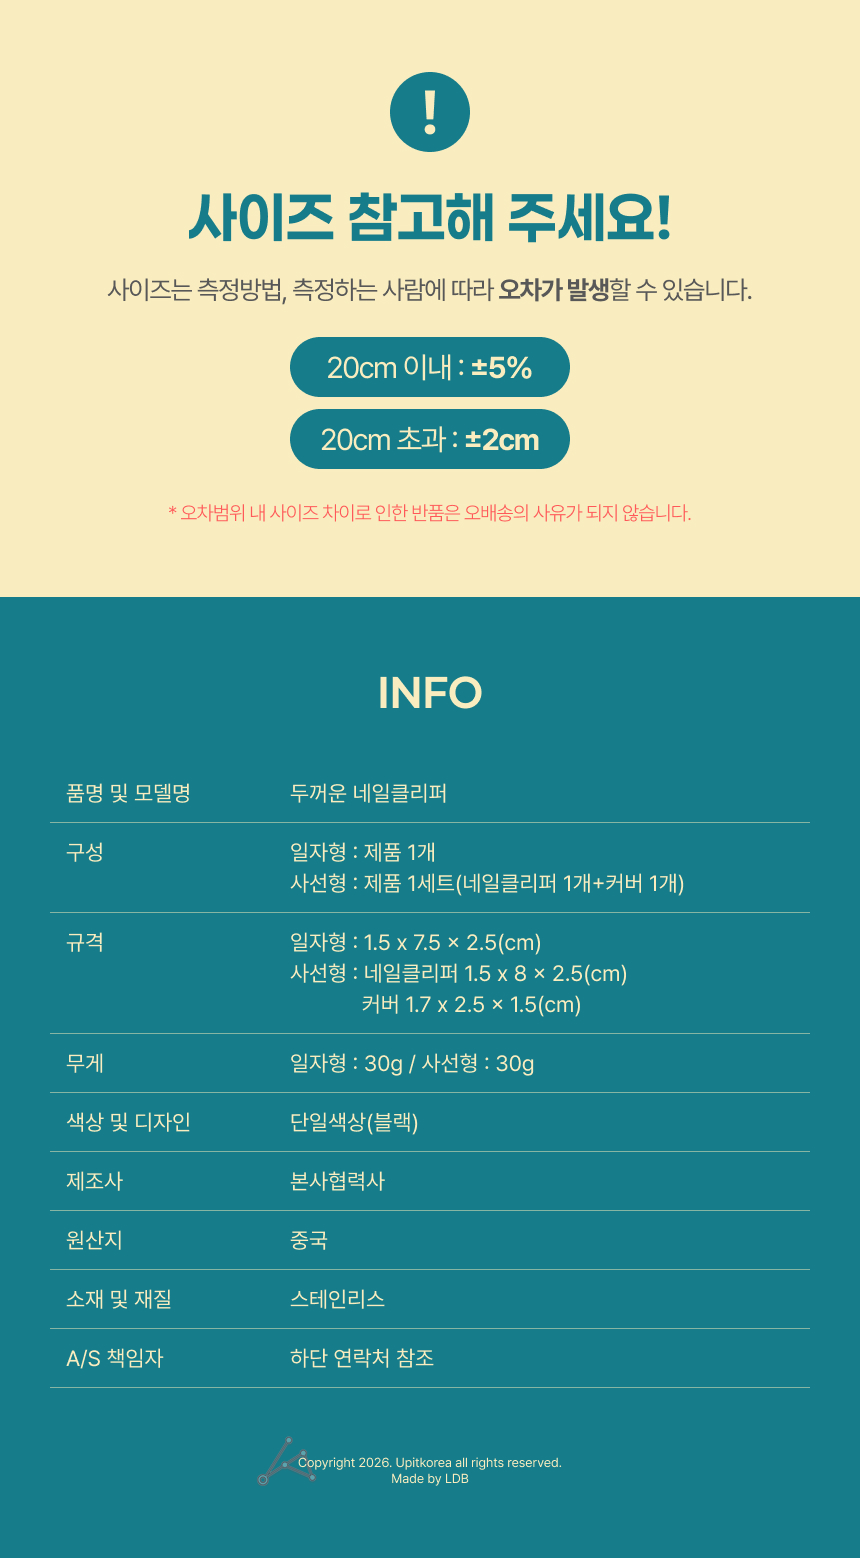 !
사이즈 참고해 주세요!
사이즈는 측정방법, 측정하는 사람에 따라 오차가 발생할 수 있습니다.
20cm 이내 : ±5%
20cm 초과 : ±2cm
* 오차범위 내 사이즈 차이로 인한 반품은 오배송의 사유가 되지 않습니다.
INFO
품명 및 모델명 두꺼운 네일클리퍼
구성 일자형 : 제품 1개
사선형 : 제품 1세트(네일클리퍼 1개+커버 1개)
규격 일자형 : 1.5 x 7.5 × 2.5(cm)
사선형 : 네일클리퍼 1.5 x 8 × 2.5(cm)
커버 1.7 x 2.5 × 1.5(cm)
무게 일자형 : 30g / 사선형 : 30g
색상 및 디자인 단일색상(블랙)
제조사 본사협력사
원산지 중국
소재 및 재질 스테인리스
A/S 책임자 하단 연락처 참조
Copyright 2026. Upitkorea all rights reserved.
Made by LDB